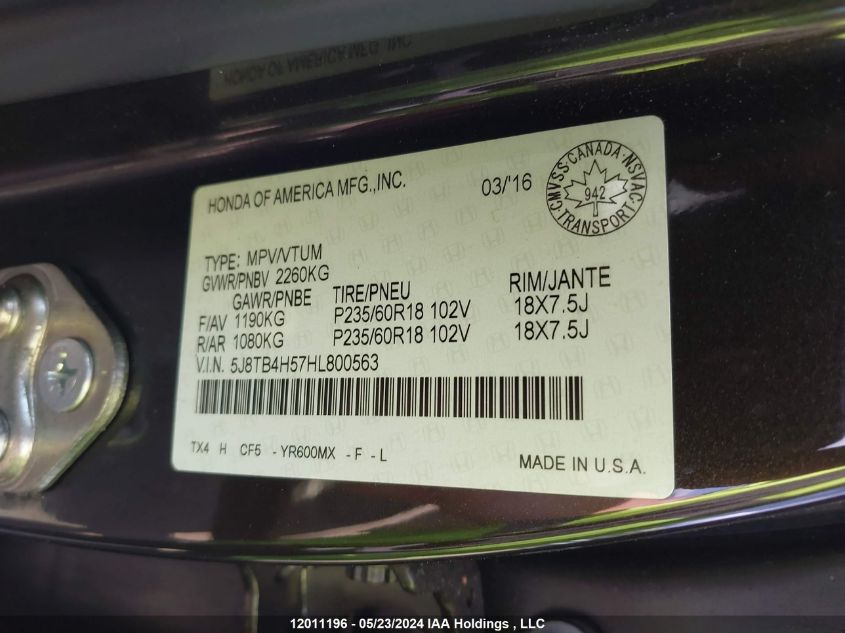 HONDA OF AMERICA MFG.,INC.
03/'16
CMVSS·CANADA·NSVAC
942
·TRANSPORT·
TYPE: MPV/VTUM
GVWR/PNBV 2260KG
GAWR/PNBE TIRE/PNEU RIM/JANTE
F/AV 1190KG P235/60R18 102V 18X7.5J
R/AR 1080KG P235/60R18 102V 18X7.5J
V.I.N. 5J8TB4H57HL800563
TX4 H CF5 -YR600MX -F -L
MADE IN U.S.A.
12011196 - 05/23/2024 IAA Holdings , LLC